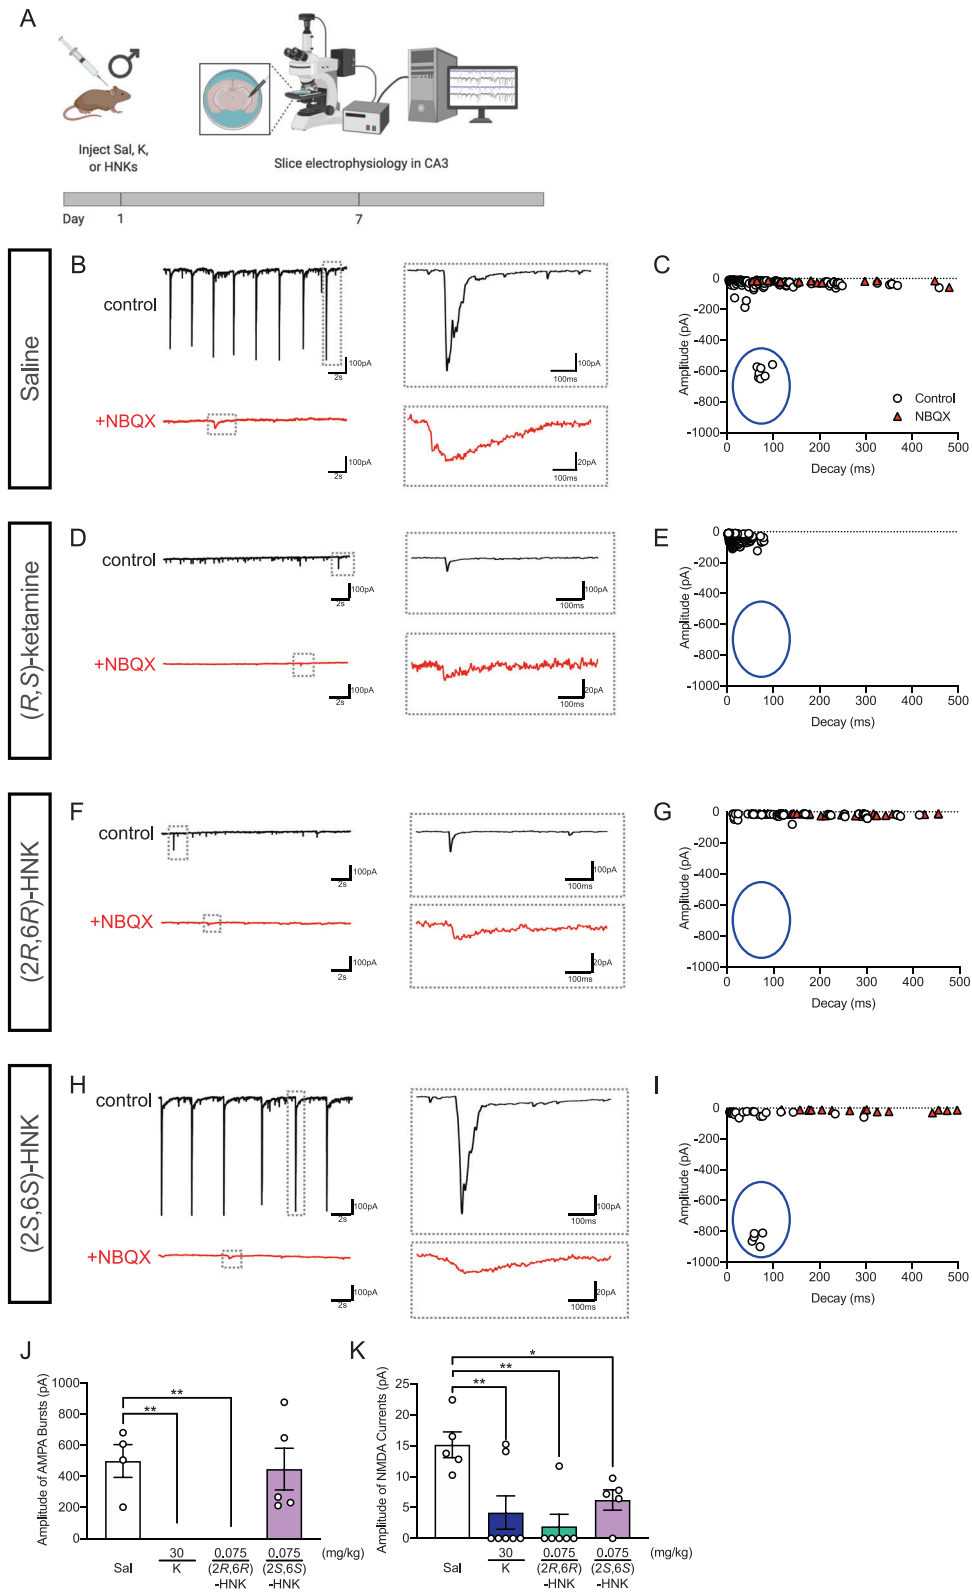 A
Inject Sal, K,
or HNKs
Slice electrophysiology in CA3
Day 1 7
Saline
B
control
100pA
2s
100pA
100ms
+NBQX
100pA
2s
20pA
100ms
C
Amplitude (pA)
0
-200
-400
-600
-800
-1000
0 100 200 300 400 500
Decay (ms)
Control
NBQX
(R,S)-ketamine
D
control
100pA
2s
100pA
100ms
+NBQX
100pA
2s
20pA
100ms
E
Amplitude (pA)
0
-200
-400
-600
-800
-1000
0 100 200 300 400 500
Decay (ms)
(2R,6R)-HNK
F
control
100pA
2s
100pA
100ms
+NBQX
100pA
2s
20pA
100ms
G
Amplitude (pA)
0
-200
-400
-600
-800
-1000
0 100 200 300 400 500
Decay (ms)
(2S,6S)-HNK
H
control
100pA
2s
100pA
100ms
+NBQX
100pA
2s
20pA
100ms
I
Amplitude (pA)
0
-200
-400
-600
-800
-1000
0 100 200 300 400 500
Decay (ms)
J
Amplitude of AMPA Bursts (pA)
1000
800
600
400
200
0
**
**
30 0.075 0.075 (mg/kg)
Sal K (2R,6R) (2S,6S)
-HNK -HNK
K
Amplitude of NMDA Currents (pA)
25
20
15
10
5
0
*
**
**
30 0.075 0.075 (mg/kg)
Sal K (2R,6R) (2S,6S)
-HNK -HNK